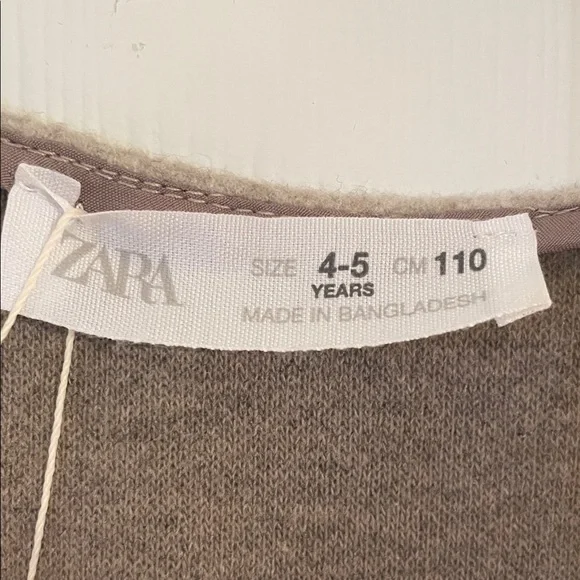 ZARA
SIZE 4-5 CM 110
YEARS
MADE IN BANGLADESH